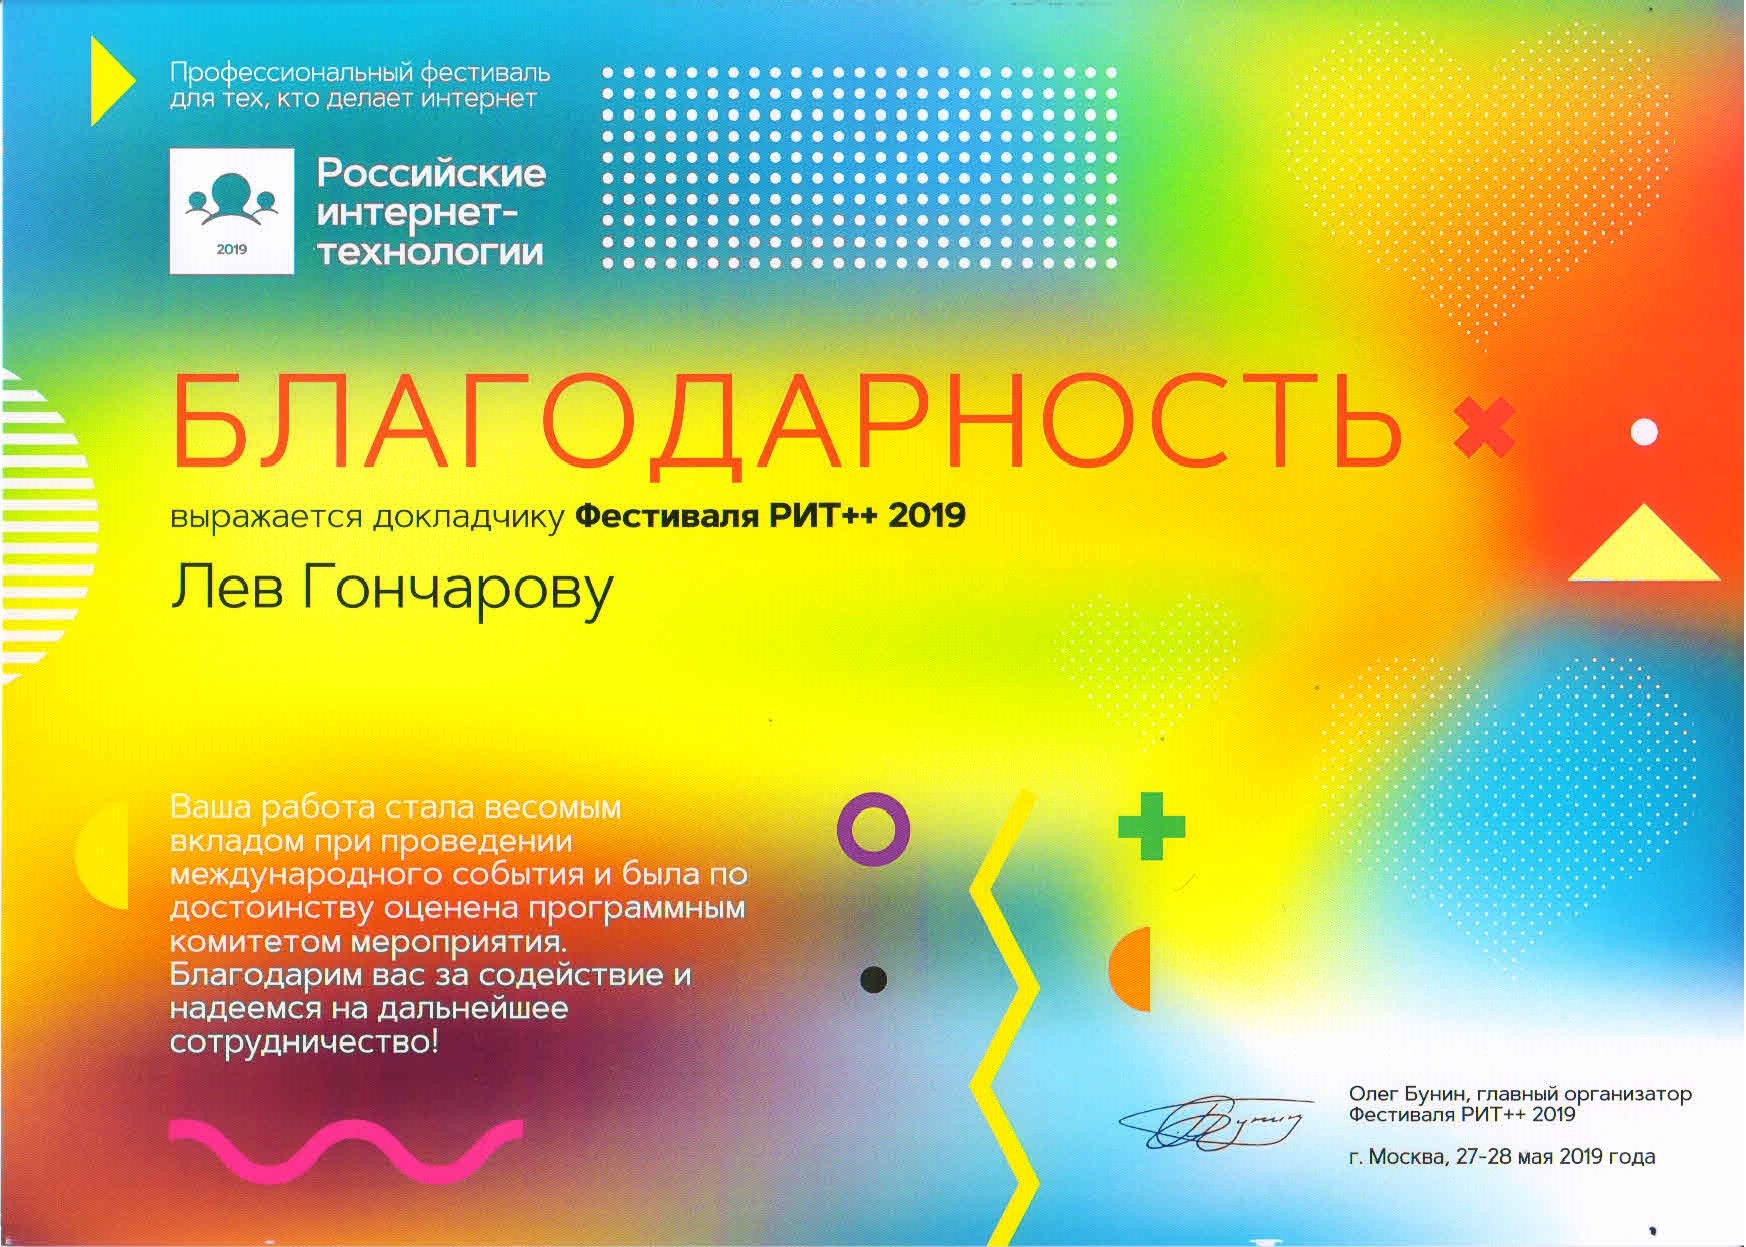 Профессиональный фестиваль
для тех, кто делает интернет
2019
Российские
интернет-
технологии
БЛАГОДАРНОСТЬ
выражается докладчику Фестиваля РИТ++ 2019
Лев Гончарову
Ваша работа стала весомым
вкладом при проведении
международного события и была по
достоинству оценена программным
комитетом мероприятия.
Благодарим вас за содействие и
надеемся на дальнейшее
сотрудничество!
Бунин
Олег Бунин, главный организатор
Фестиваля РИТ++ 2019
г. Москва, 27-28 мая 2019 года